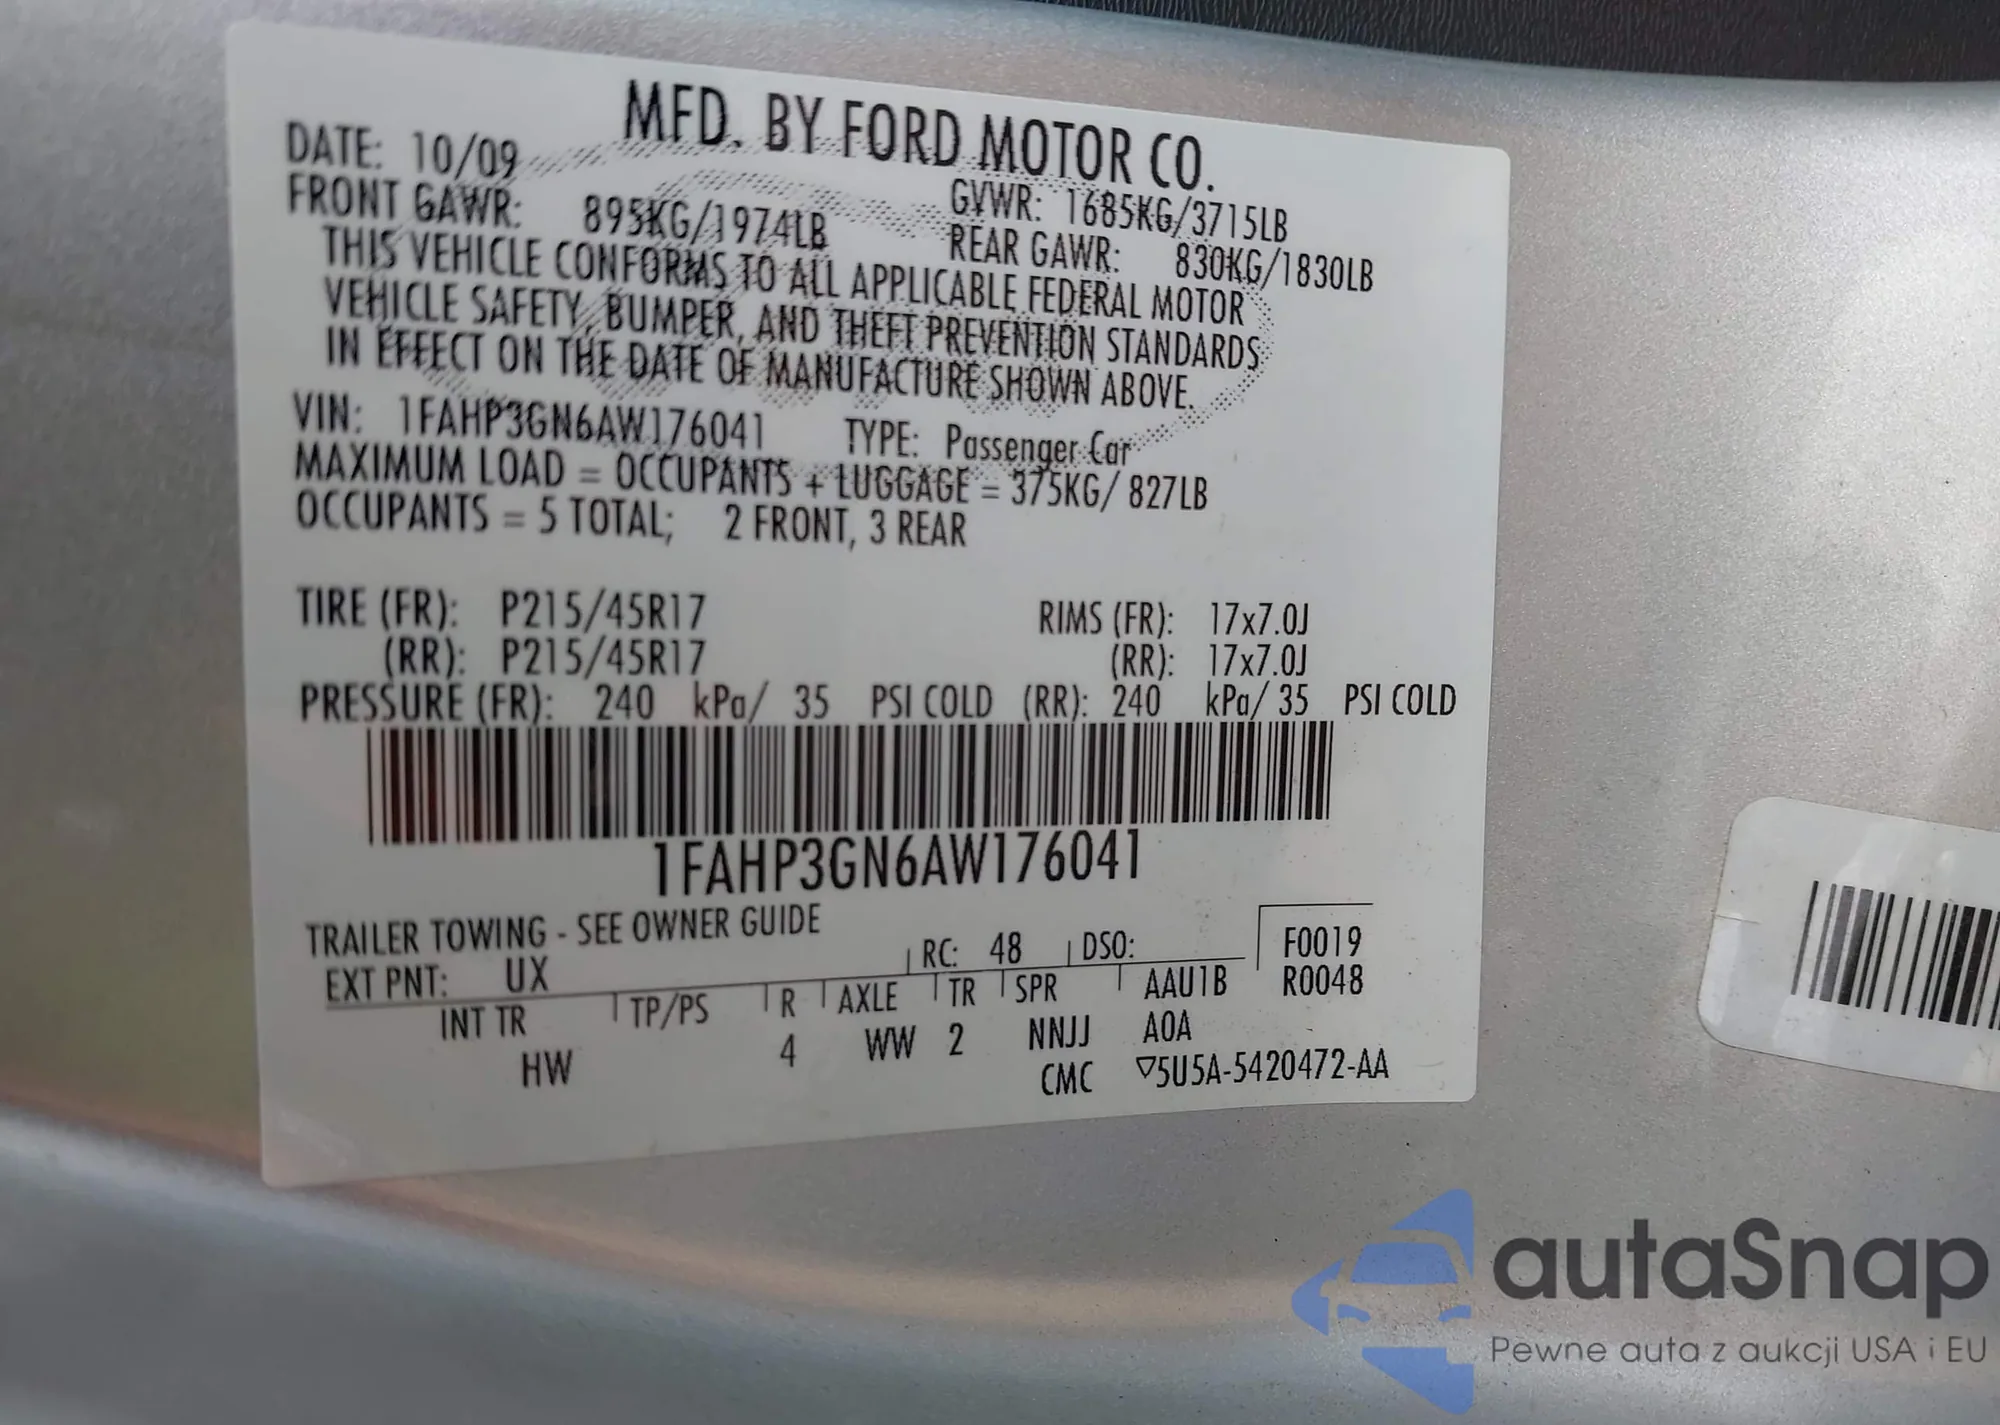 MFD. BY FORD MOTOR CO.
DATE: 10/09
GVWR: 1685KG/3715LB
FRONT GAWR: 895KG/1974LB
REAR GAWR: 830KG/1830LB
THIS VEHICLE CONFORMS TO ALL APPLICABLE FEDERAL MOTOR
VEHICLE SAFETY, BUMPER, AND THEFT PREVENTION STANDARDS
IN EFFECT ON THE DATE OF MANUFACTURE SHOWN ABOVE.
VIN: 1FAHP3GN6AW176041 TYPE: Passenger Car
MAXIMUM LOAD = OCCUPANTS + LUGGAGE = 375KG/ 827LB
OCCUPANTS = 5 TOTAL; 2 FRONT, 3 REAR
TIRE (FR): P215/45R17 RIMS (FR): 17x7.0J
(RR): P215/45R17 (RR): 17x7.0J
PRESSURE (FR): 240 kPa/ 35 PSI COLD (RR): 240 kPa/ 35 PSI COLD
1FAHP3GN6AW176041
TRAILER TOWING - SEE OWNER GUIDE
EXT PNT: UX RC: 48 DSO: F0019
INT TR TP/PS R AXLE TR SPR AAU1B R0048
HW 4 WW 2 NNJJ A0A
CMC ▽5U5A-5420472-AA
autaSnap
Pewne auta z aukcji USA i EU